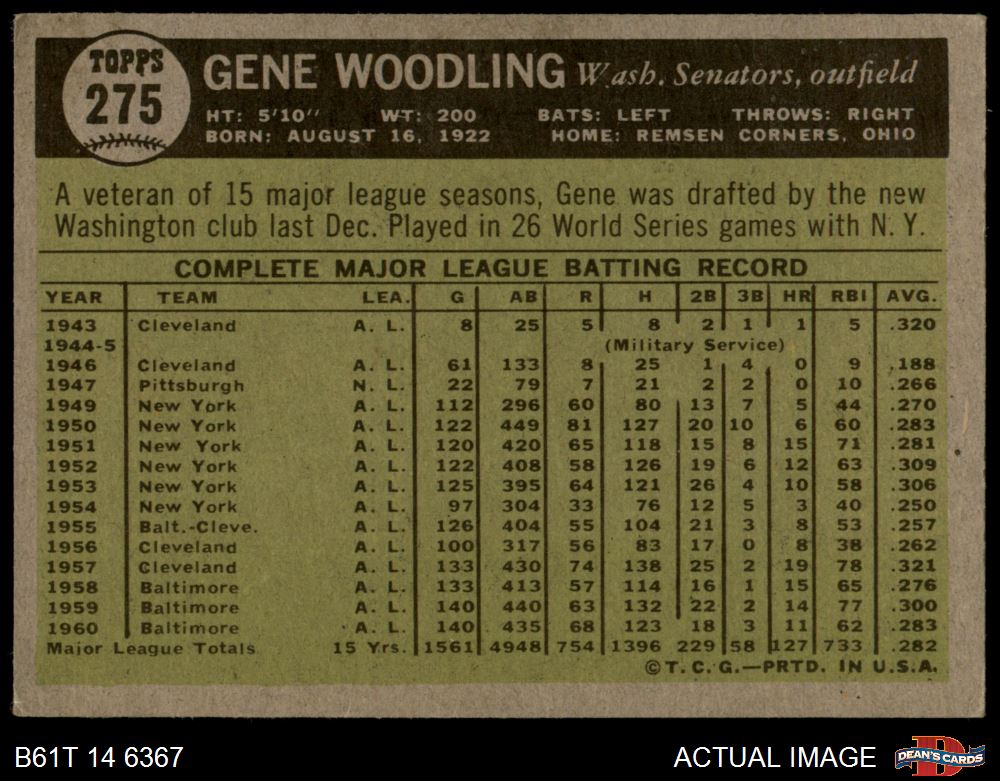 TOPPS
275
GENE WOODLING Wash. Senators, outfield
HT: 5'10'' WT: 200 BATS: LEFT THROWS: RIGHT
BORN: AUGUST 16, 1922 HOME: REMSEN CORNERS, OHIO
A veteran of 15 major league seasons, Gene was drafted by the new
Washington club last Dec. Played in 26 World Series games with N. Y.
COMPLETE MAJOR LEAGUE BATTING RECORD
YEAR TEAM LEA. G AB R H 2B 3B HR RBI AVG.
1943 Cleveland A. L. 8 25 5 8 2 1 1 5 .320
1944-5 (Military Service)
1946 Cleveland A. L. 61 133 8 25 1 4 0 9 .188
1947 Pittsburgh N. L. 22 79 7 21 2 2 0 10 .266
1949 New York A. L. 112 296 60 80 13 7 5 44 .270
1950 New York A. L. 122 449 81 127 20 10 6 60 .283
1951 New York A. L. 120 420 65 118 15 8 15 71 .281
1952 New York A. L. 122 408 58 126 19 6 12 63 .309
1953 New York A. L. 125 395 64 121 26 4 10 58 .306
1954 New York A. L. 97 304 33 76 12 5 3 40 .250
1955 Balt.-Cleve. A. L. 126 404 55 104 21 3 8 53 .257
1956 Cleveland A. L. 100 317 56 83 17 0 8 38 .262
1957 Cleveland A. L. 133 430 74 138 25 2 19 78 .321
1958 Baltimore A. L. 133 413 57 114 16 1 15 65 .276
1959 Baltimore A. L. 140 440 63 132 22 2 14 77 .300
1960 Baltimore A. L. 140 435 68 123 18 3 11 62 .283
Major League Totals 15 Yrs. 1561 4948 754 1396 229 58 127 733 .282
©T. C. G.—PRTD. IN U.S.A.
B61T 14 6367 ACTUAL IMAGE D DEAN'S CARDS